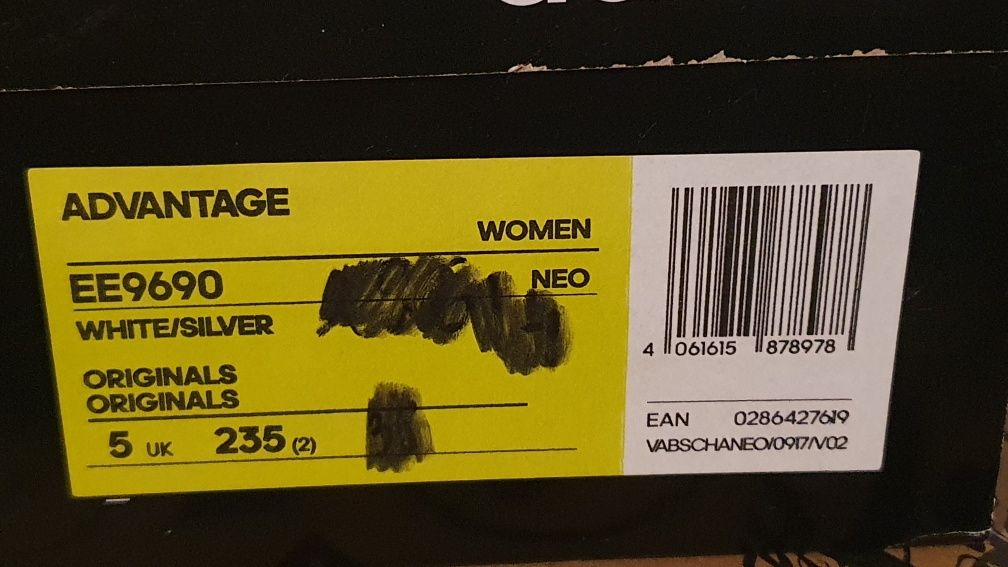 ADVANTAGE
WOMEN
EE9690
NEO
WHITE/SILVER
ORIGINALS
ORIGINALS
5 UK 235 (2)
4 061615 878978
EAN 0286427619
VABSCHANEO/0917/V02